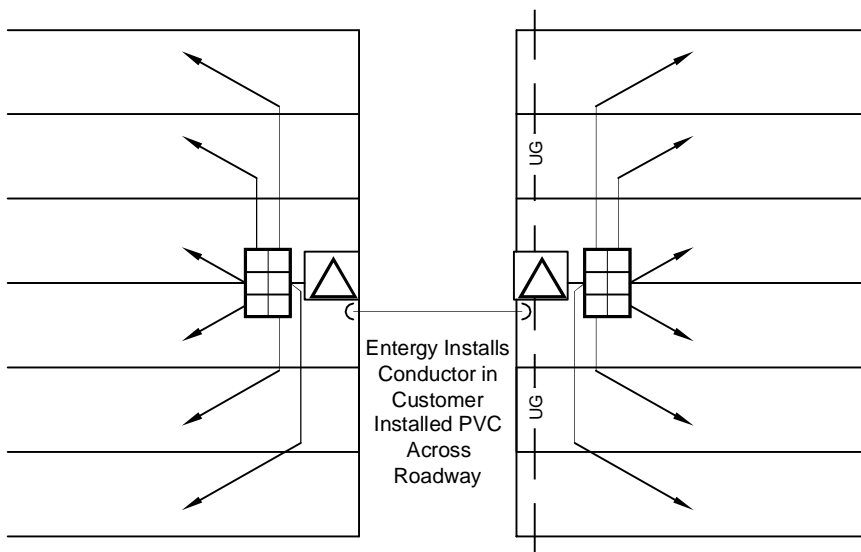 UG
Entergy Installs
Conductor in
Customer
Installed PVC
Across
Roadway
UG